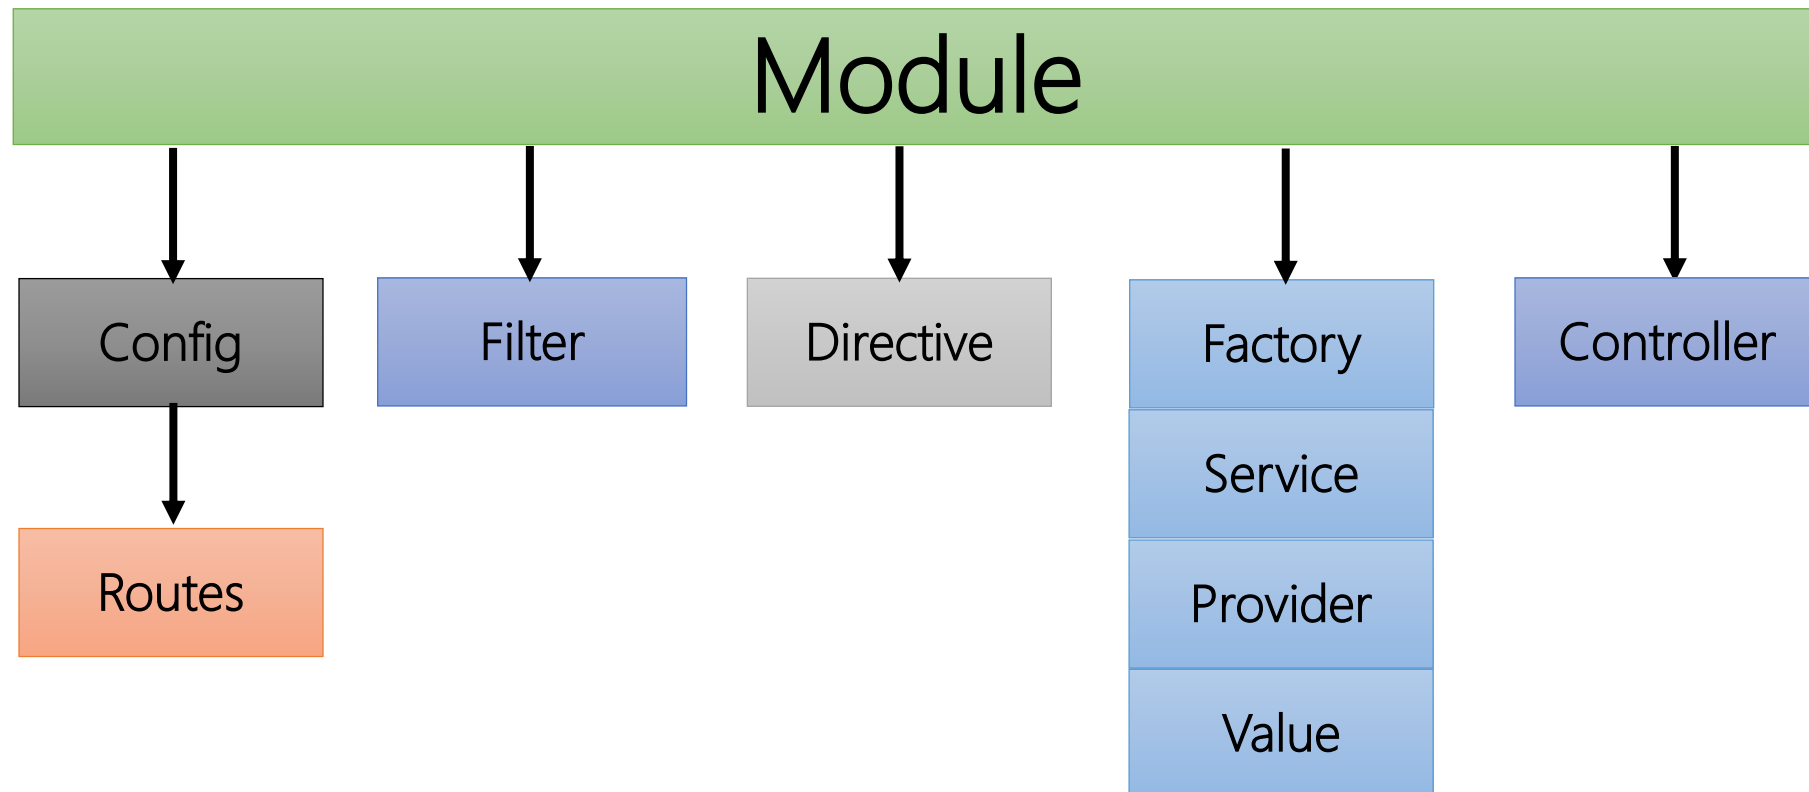 Module
Config
Filter
Directive
Factory
Controller
Service
Routes
Provider
Value